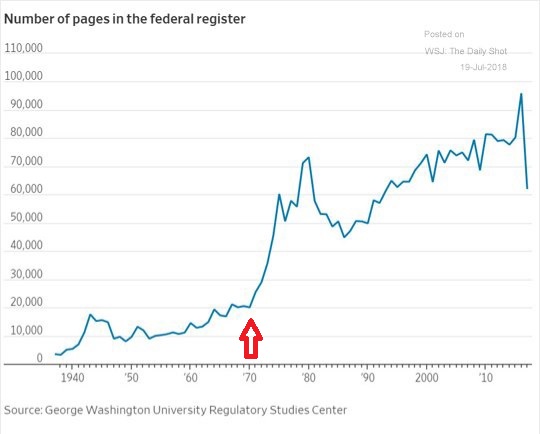 Number of pages in the federal register
Posted on
WSJ: The Daily Shot
19-Jul-2018
110,000
100,000
90,000
80,000
70,000
60,000
50,000
40,000
30,000
20,000
10,000
0
1940 '50 '60 '70 '80 '90 2000 '10
Source: George Washington University Regulatory Studies Center